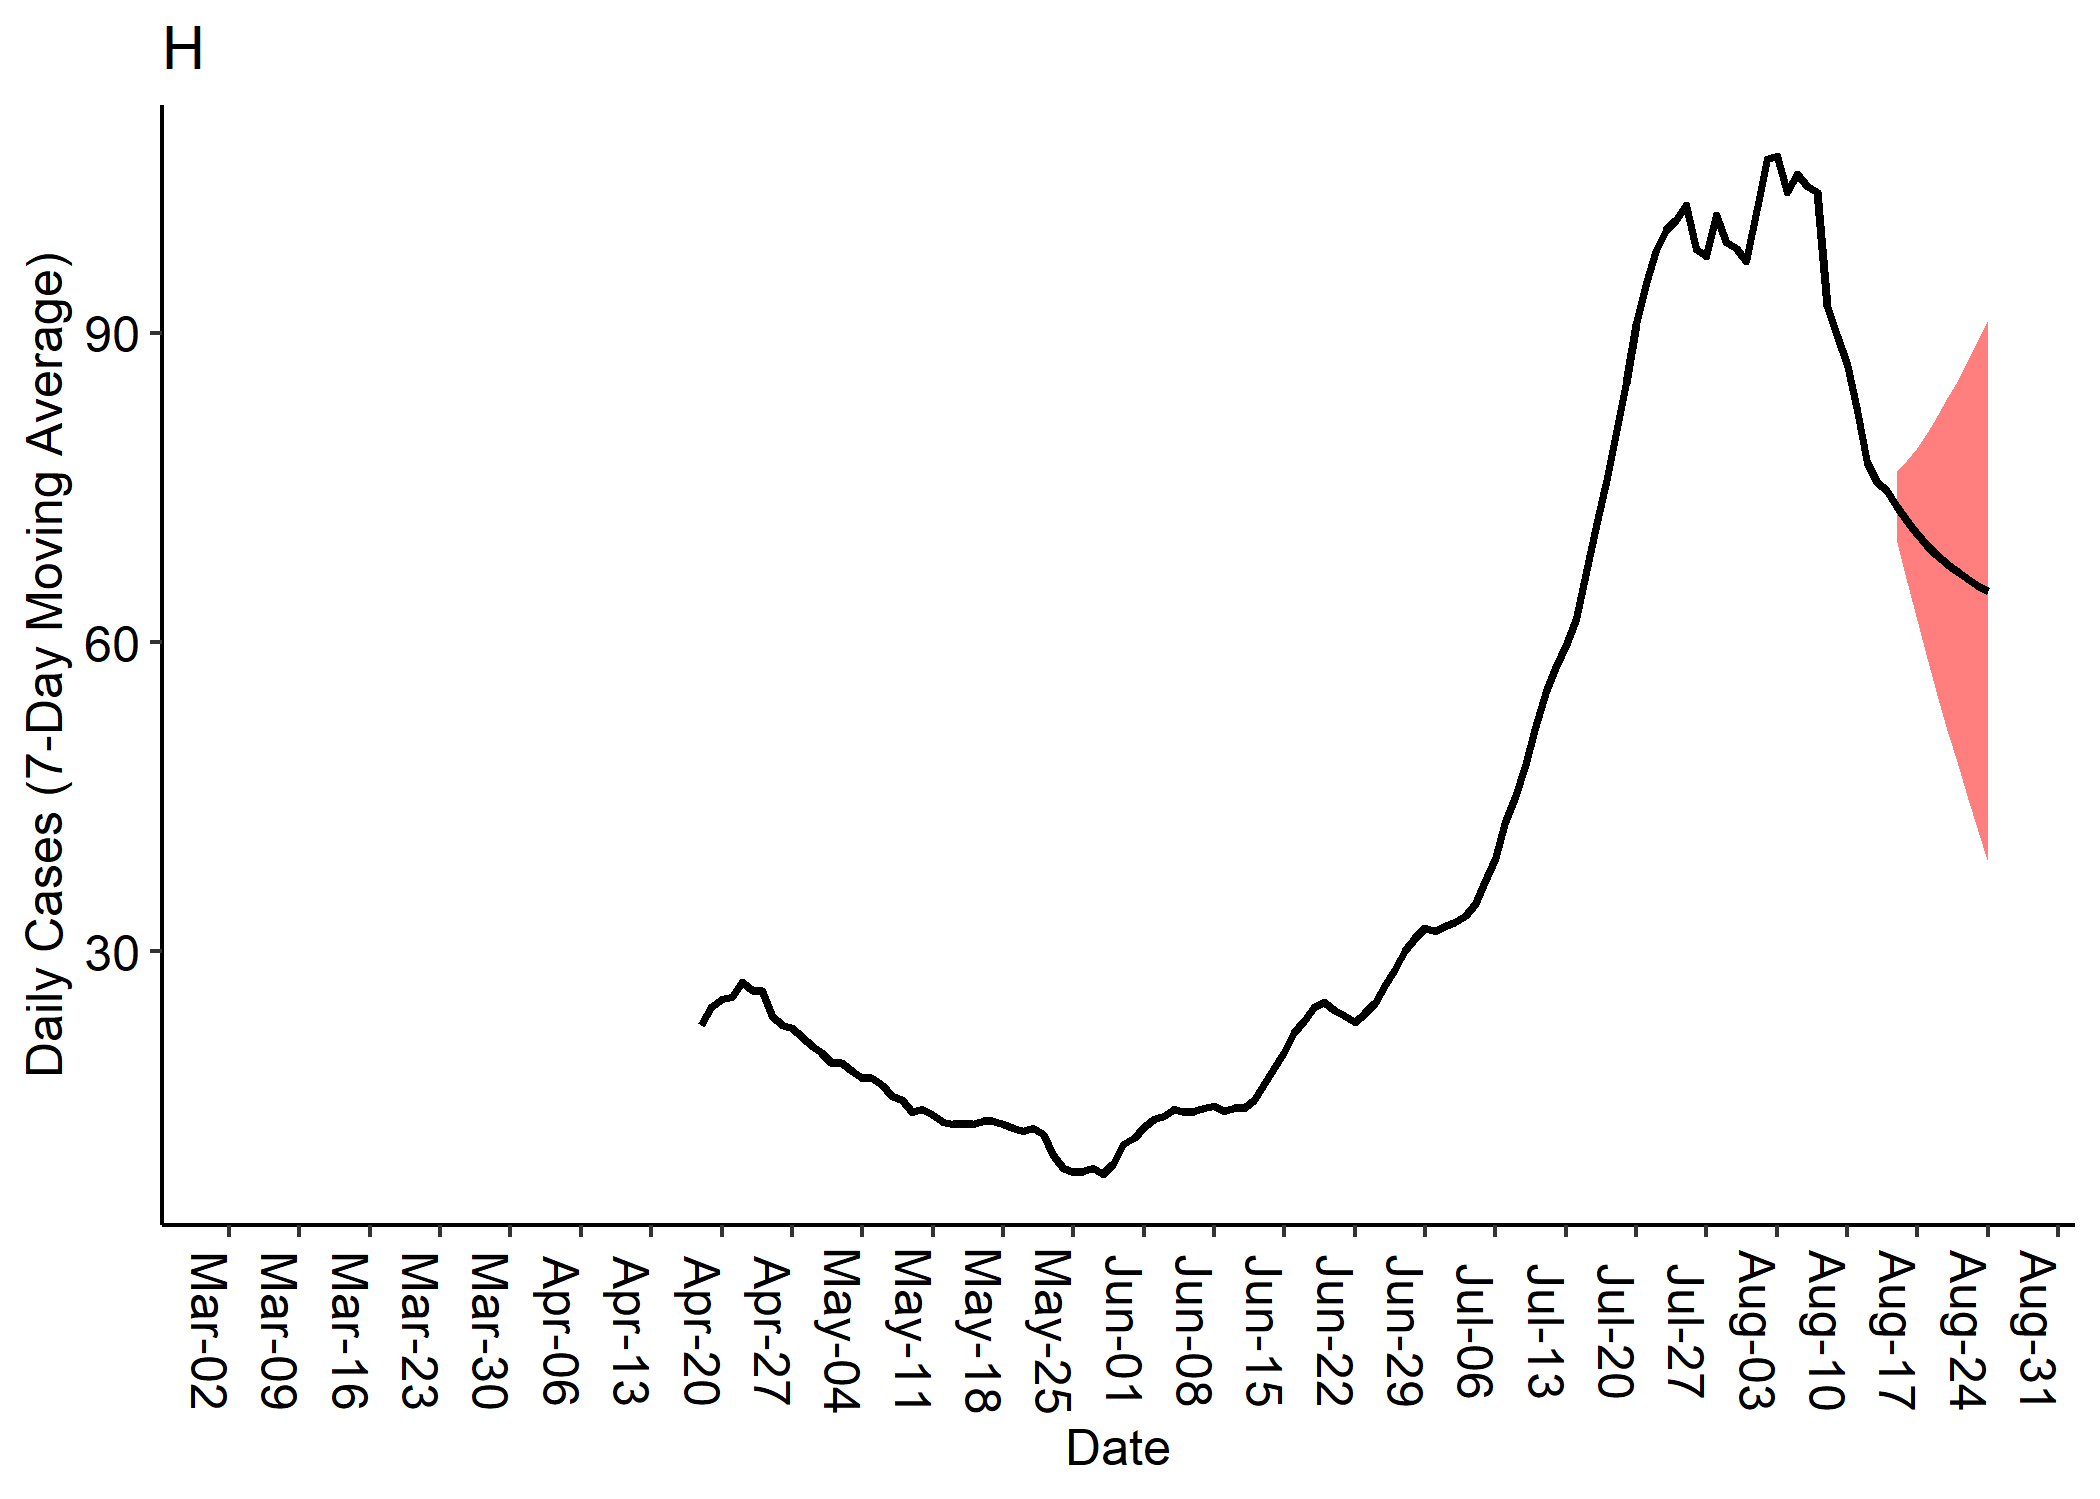 H
Daily Cases (7-Day Moving Average)
90
60
30
Mar-02
Mar-09
Mar-16
Mar-23
Mar-30
Apr-06
Apr-13
Apr-20
Apr-27
May-04
May-11
May-18
May-25
Jun-01
Jun-08
Jun-15
Jun-22
Jun-29
Jul-06
Jul-13
Jul-20
Jul-27
Aug-03
Aug-10
Aug-17
Aug-24
Aug-31
Date